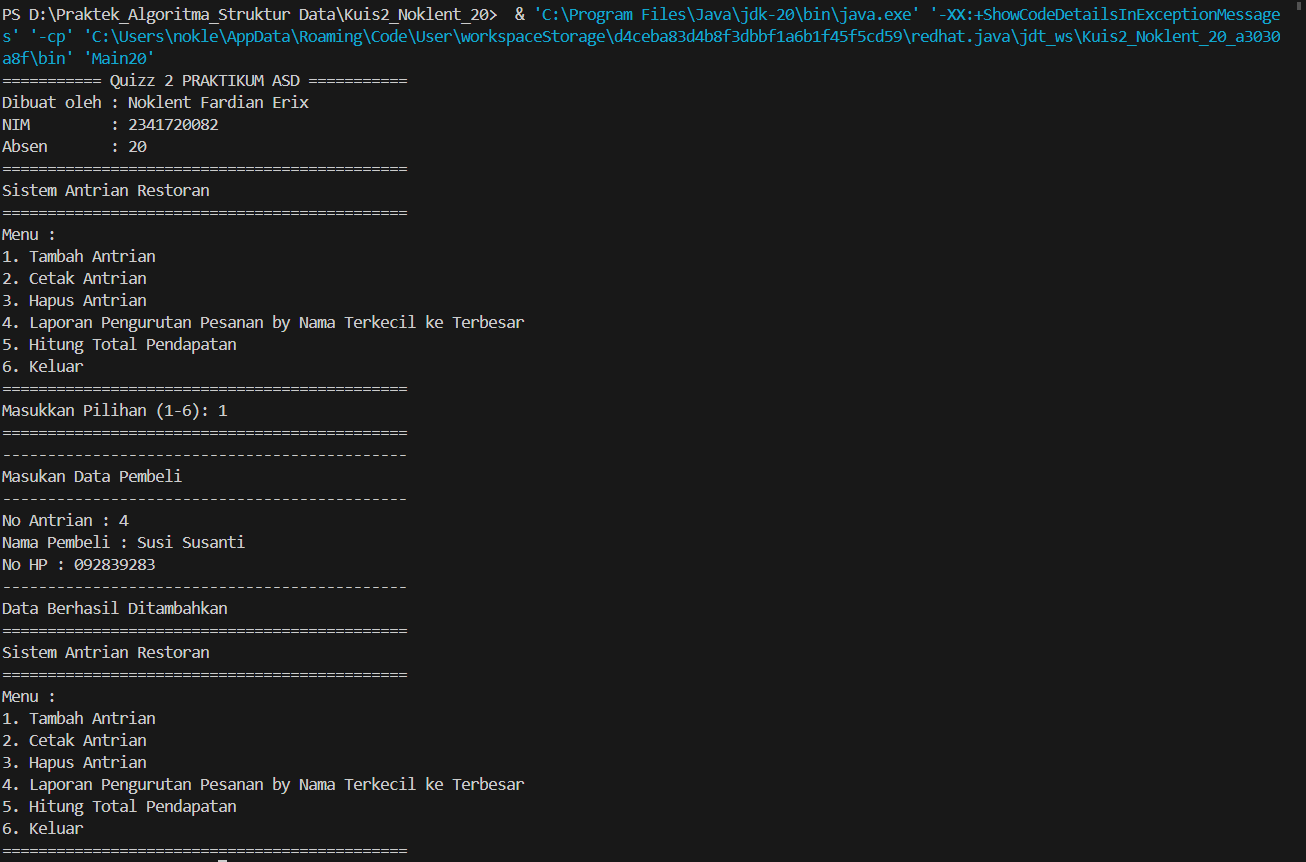 PS D:\Praktek_Algoritma_Struktur Data\Kuis2_Noklent_20>  & 'C:\Program Files\Java\jdk-20\bin\java.exe' '-XX:+ShowCodeDetailsInExceptionMessage
s' '-cp' 'C:\Users\nokle\AppData\Roaming\Code\User\workspaceStorage\d4ceba83d4b8f3dbbf1a6b1f45f5cd59\redhat.java\jdt_ws\Kuis2_Noklent_20_a3030
a8f\bin' 'Main20'
=========== Quizz 2 PRAKTIKUM ASD ===========
Dibuat oleh : Noklent Fardian Erix
NIM         : 2341720082
Absen       : 20
=============================================
Sistem Antrian Restoran
=============================================
Menu :
1. Tambah Antrian
2. Cetak Antrian
3. Hapus Antrian
4. Laporan Pengurutan Pesanan by Nama Terkecil ke Terbesar
5. Hitung Total Pendapatan
6. Keluar
=============================================
Masukkan Pilihan (1-6): 1
=============================================
---------------------------------------------
Masukan Data Pembeli
---------------------------------------------
No Antrian : 4
Nama Pembeli : Susi Susanti
No HP : 092839283
---------------------------------------------
Data Berhasil Ditambahkan
=============================================
Sistem Antrian Restoran
=============================================
Menu :
1. Tambah Antrian
2. Cetak Antrian
3. Hapus Antrian
4. Laporan Pengurutan Pesanan by Nama Terkecil ke Terbesar
5. Hitung Total Pendapatan
6. Keluar
=============================================